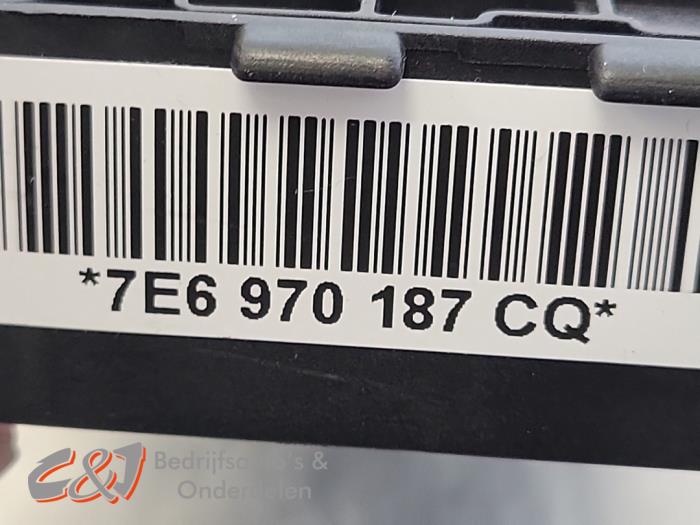 *7E6 970 187 CQ*
C&J Bedrijfsauto's &
Onderdelen